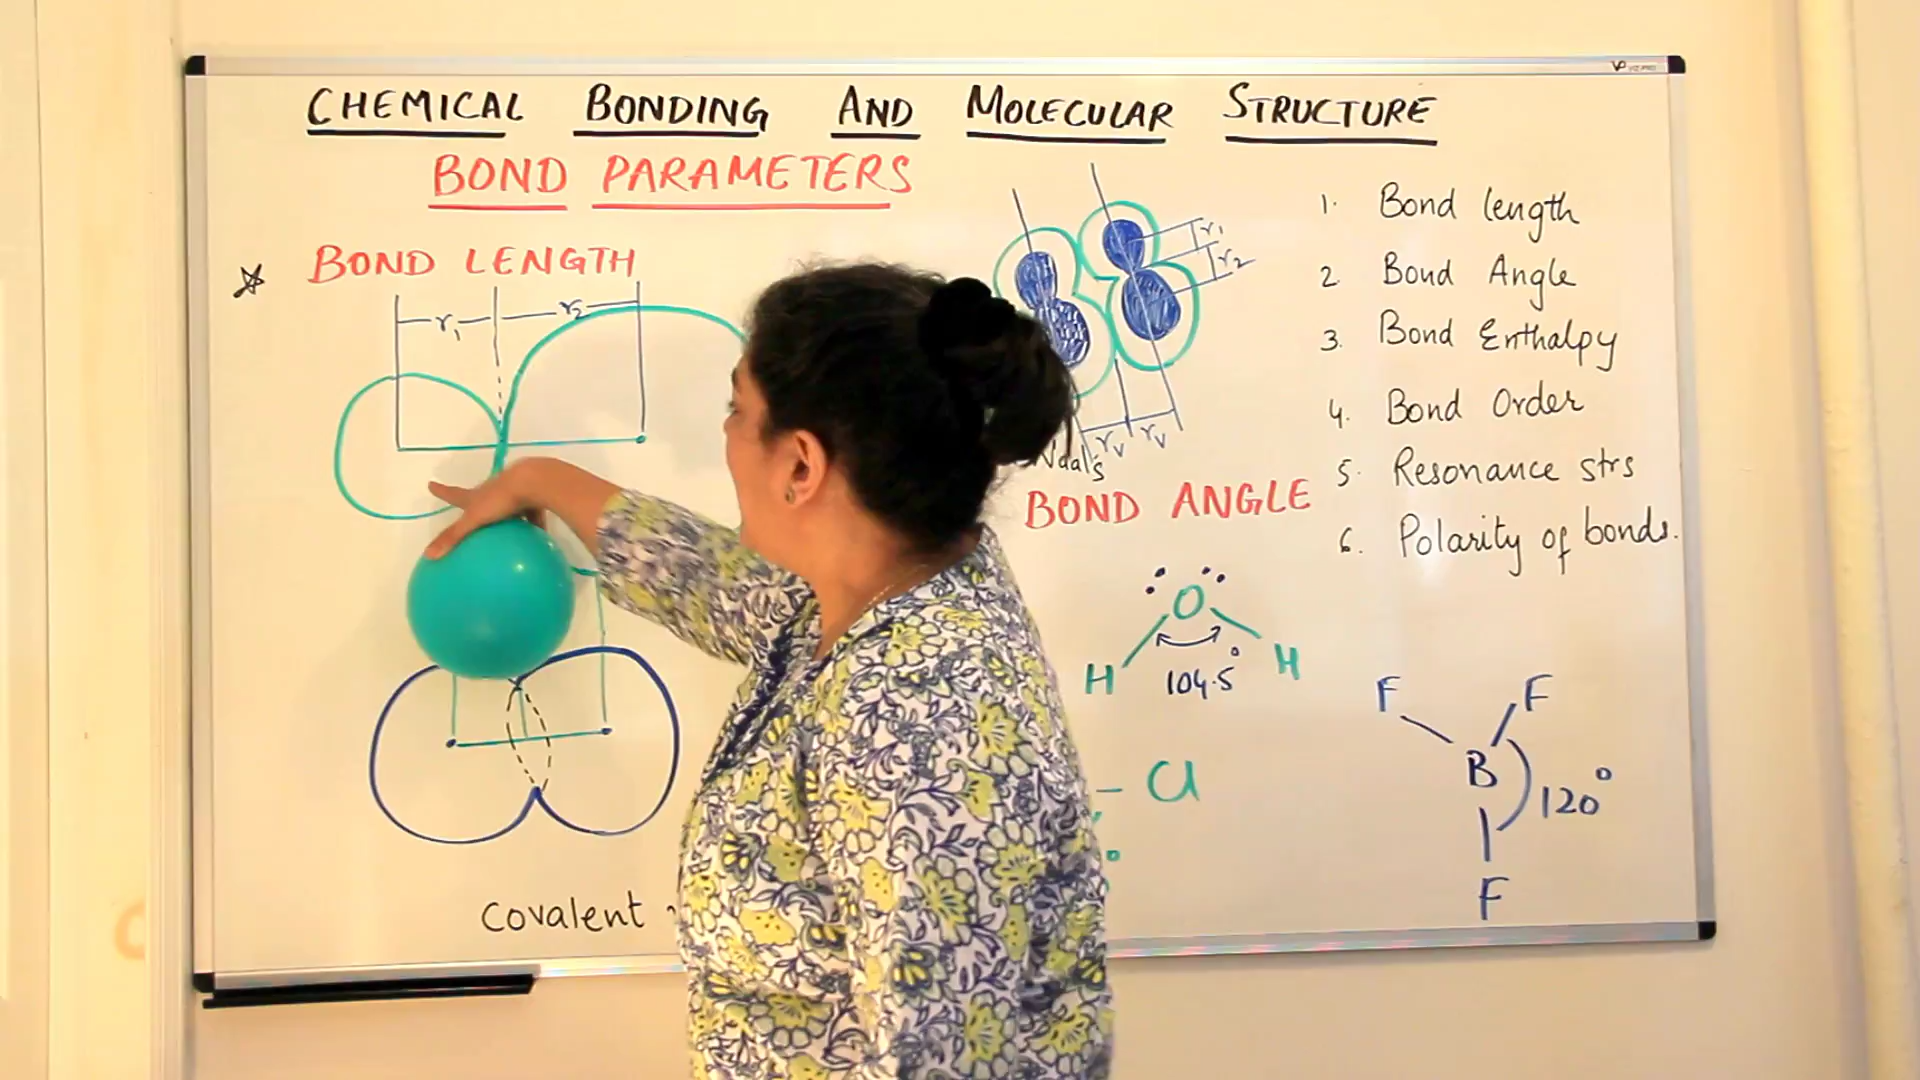 CHEMICAL BONDING AND MOLECULAR STRUCTURE
BOND PARAMETERS
BOND LENGTH
r1 r2
r1
r2
rv rv
Vaal's
1. Bond length
2. Bond Angle
3. Bond Enthalpy
4. Bond Order
5. Resonance strs
6. Polarity of bonds.
BOND ANGLE
O
H H
104.5°
Cl
F F
B
120°
F
covalent